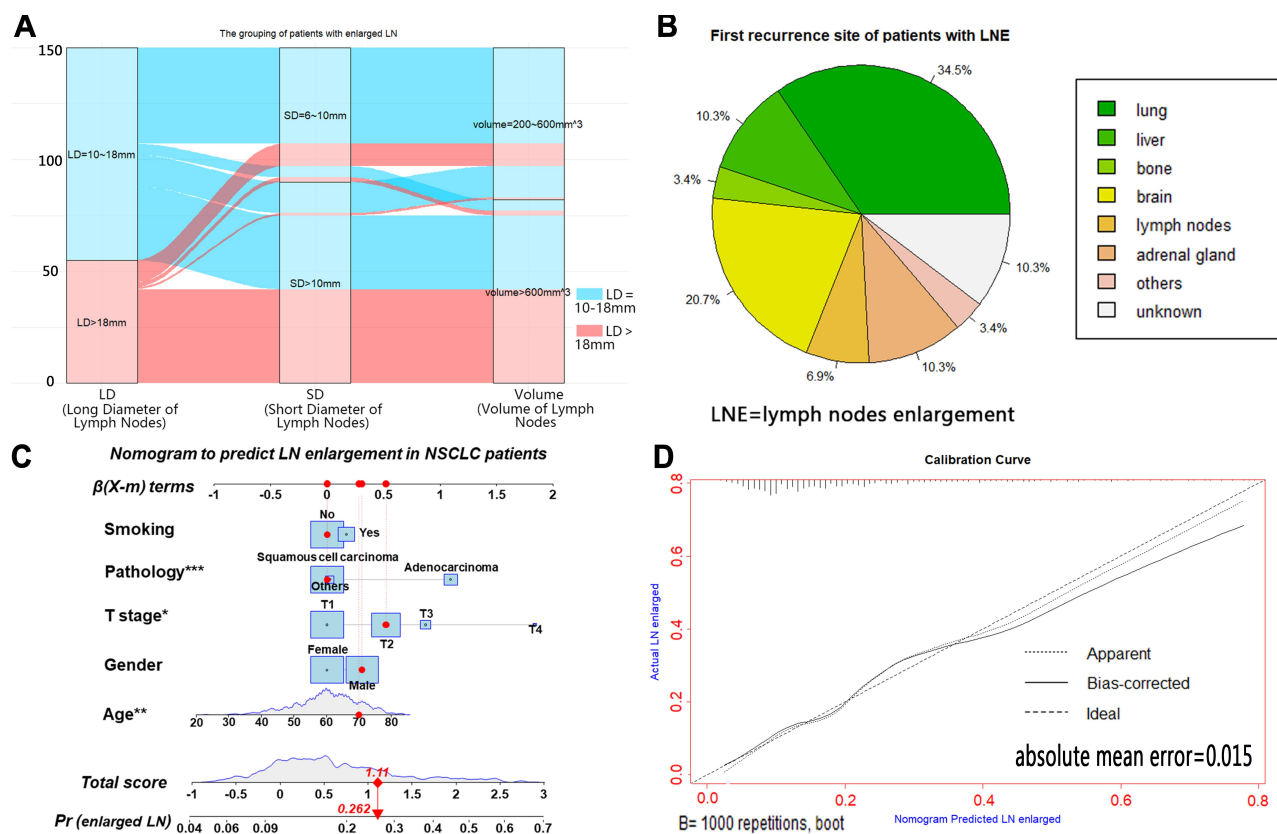 A
The grouping of patients with enlarged LN
150
100
50
0
LD=10~18mm
LD>18mm
SD=6~10mm
SD>10mm
volume=200~600mm^3
volume>600mm^3
LD =
10-18mm
LD >
18mm
LD
(Long Diameter of
Lymph Nodes)
SD
(Short Diameter of
Lymph Nodes)
Volume
(Volume of Lymph
Nodes
B
First recurrence site of patients with LNE
34.5%
10.3%
3.4%
20.7%
6.9%
10.3%
3.4%
10.3%
lung
liver
bone
brain
lymph nodes
adrenal gland
others
unknown
LNE=lymph nodes enlargement
C
Nomogram to predict LN enlargement in NSCLC patients
β(X-m) terms
-1 -0.5 0 0.5 1 1.5 2
Smoking
No
Yes
Pathology***
Squamous cell carcinoma
Others
Adenocarcinoma
T stage*
T1
T2
T3
T4
Gender
Female
Male
Age**
20 30 40 50 60 70 80
Total score
1.11
-1 -0.5 0 0.5 1 1.5 2 2.5 3
0.262
Pr (enlarged LN)
0.04 0.06 0.09 0.2 0.3 0.4 0.5 0.6 0.7
D
Calibration Curve
Actual LN enlarged
0.8
0.6
0.4
0.2
0.0
Apparent
Bias-corrected
Ideal
absolute mean error=0.015
0.0 0.2 0.4 0.6 0.8
B= 1000 repetitions, boot
Nomogram Predicted LN enlarged